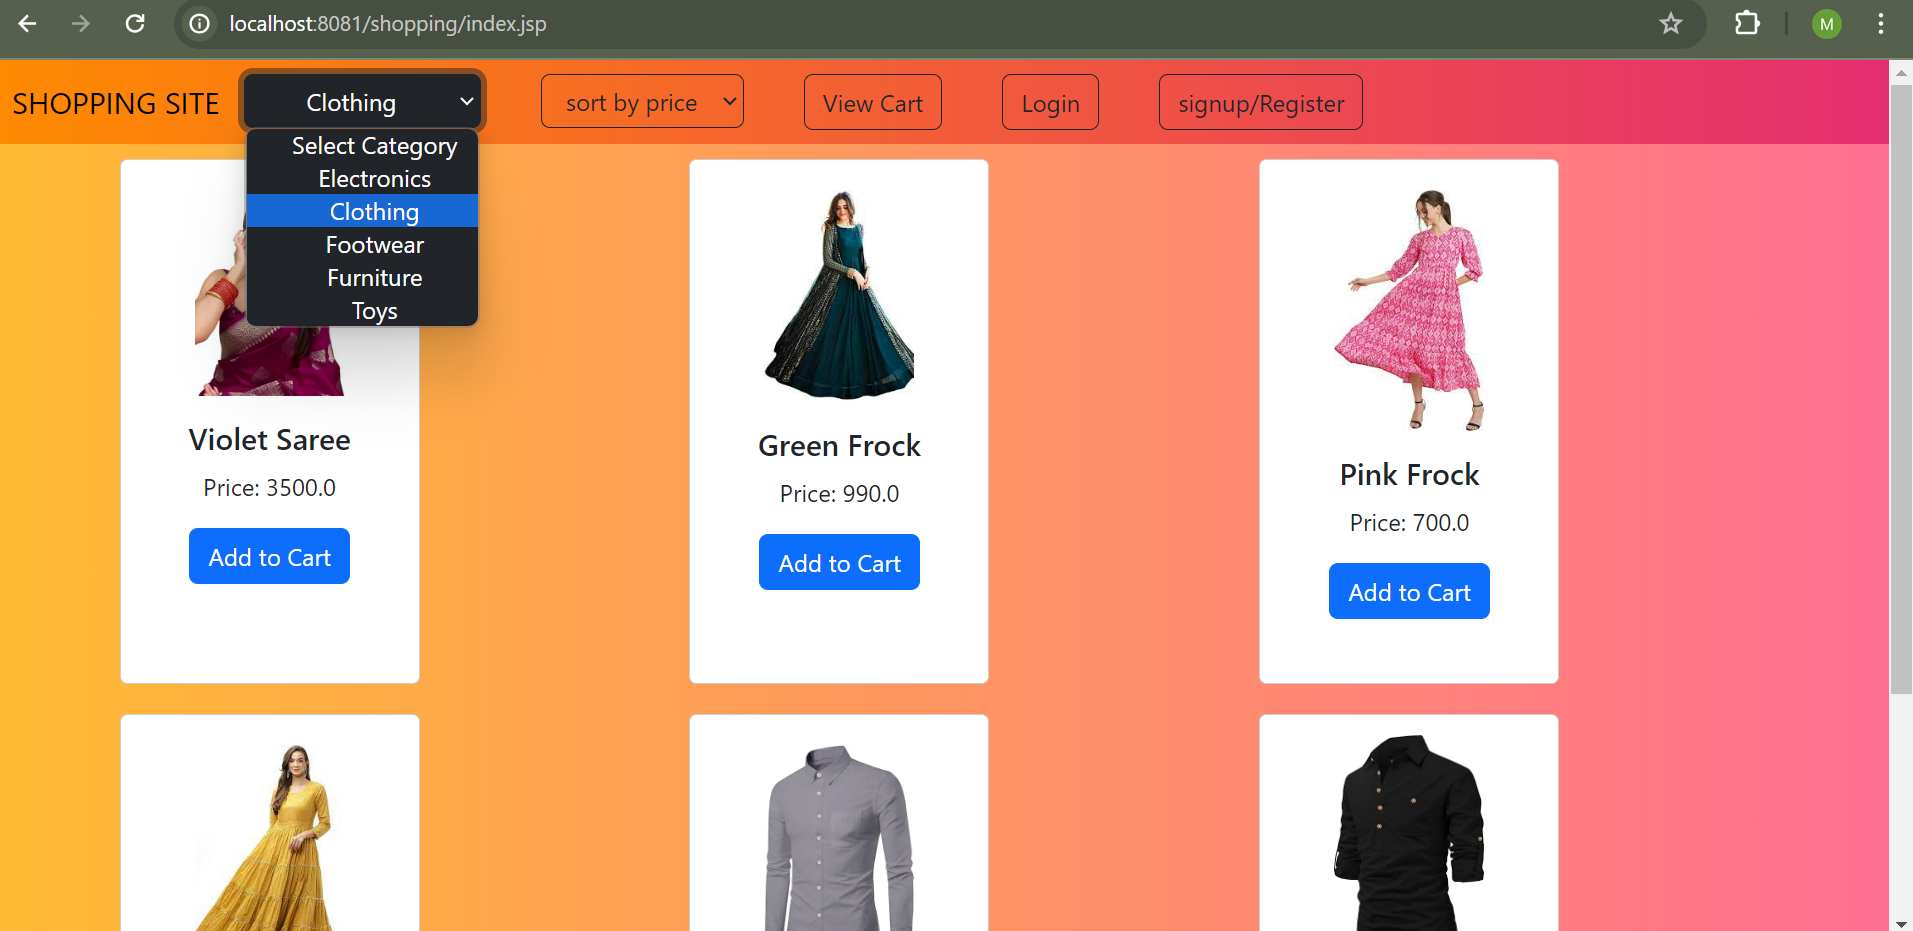 localhost:8081/shopping/index.jsp
M
SHOPPING SITE
Clothing
sort by price
View Cart
Login
signup/Register
Select Category
Electronics
Clothing
Footwear
Furniture
Toys
Violet Saree
Price: 3500.0
Add to Cart
Green Frock
Price: 990.0
Add to Cart
Pink Frock
Price: 700.0
Add to Cart